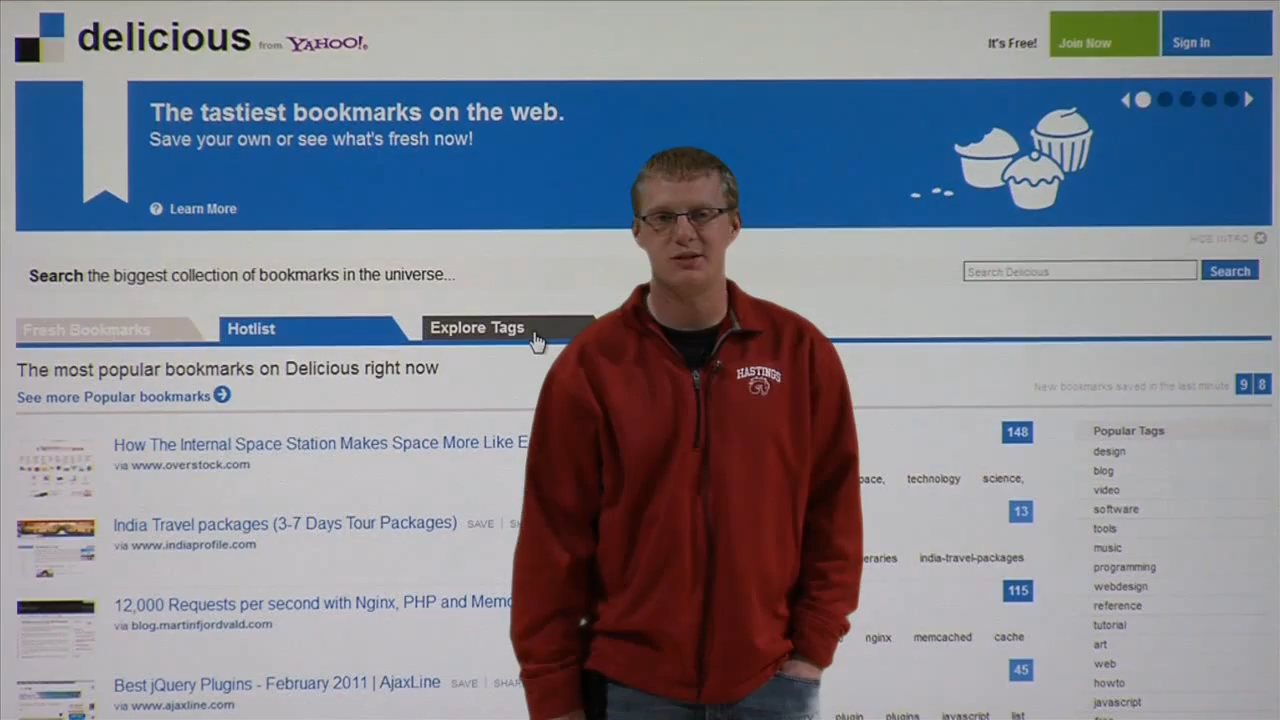 delicious from YAHOO!
It's Free! Join Now Sign In
The tastiest bookmarks on the web.
Save your own or see what's fresh now!
? Learn More
HIDE INTRO
Search the biggest collection of bookmarks in the universe...
Search Delicious Search
Fresh Bookmarks Hotlist Explore Tags
The most popular bookmarks on Delicious right now
See more Popular bookmarks
New bookmarks saved in the last minute 9 8
HASTINGS
How The Internal Space Station Makes Space More Like 148
via www.overstock.com
technology science,
India Travel packages (3-7 Days Tour Packages) SAVE 13
via www.indiaprofile.com
india-travel-packages
12,000 Requests per second with Nginx, PHP and 115
via blog.martinfjordvald.com
nginx memcached cache
Best jQuery Plugins - February 2011 | AjaxLine SAVE 45
via www.ajaxline.com
plugin plugins javascript list
Popular Tags
design
blog
video
software
tools
music
programming
webdesign
reference
tutorial
art
web
howto
javascript